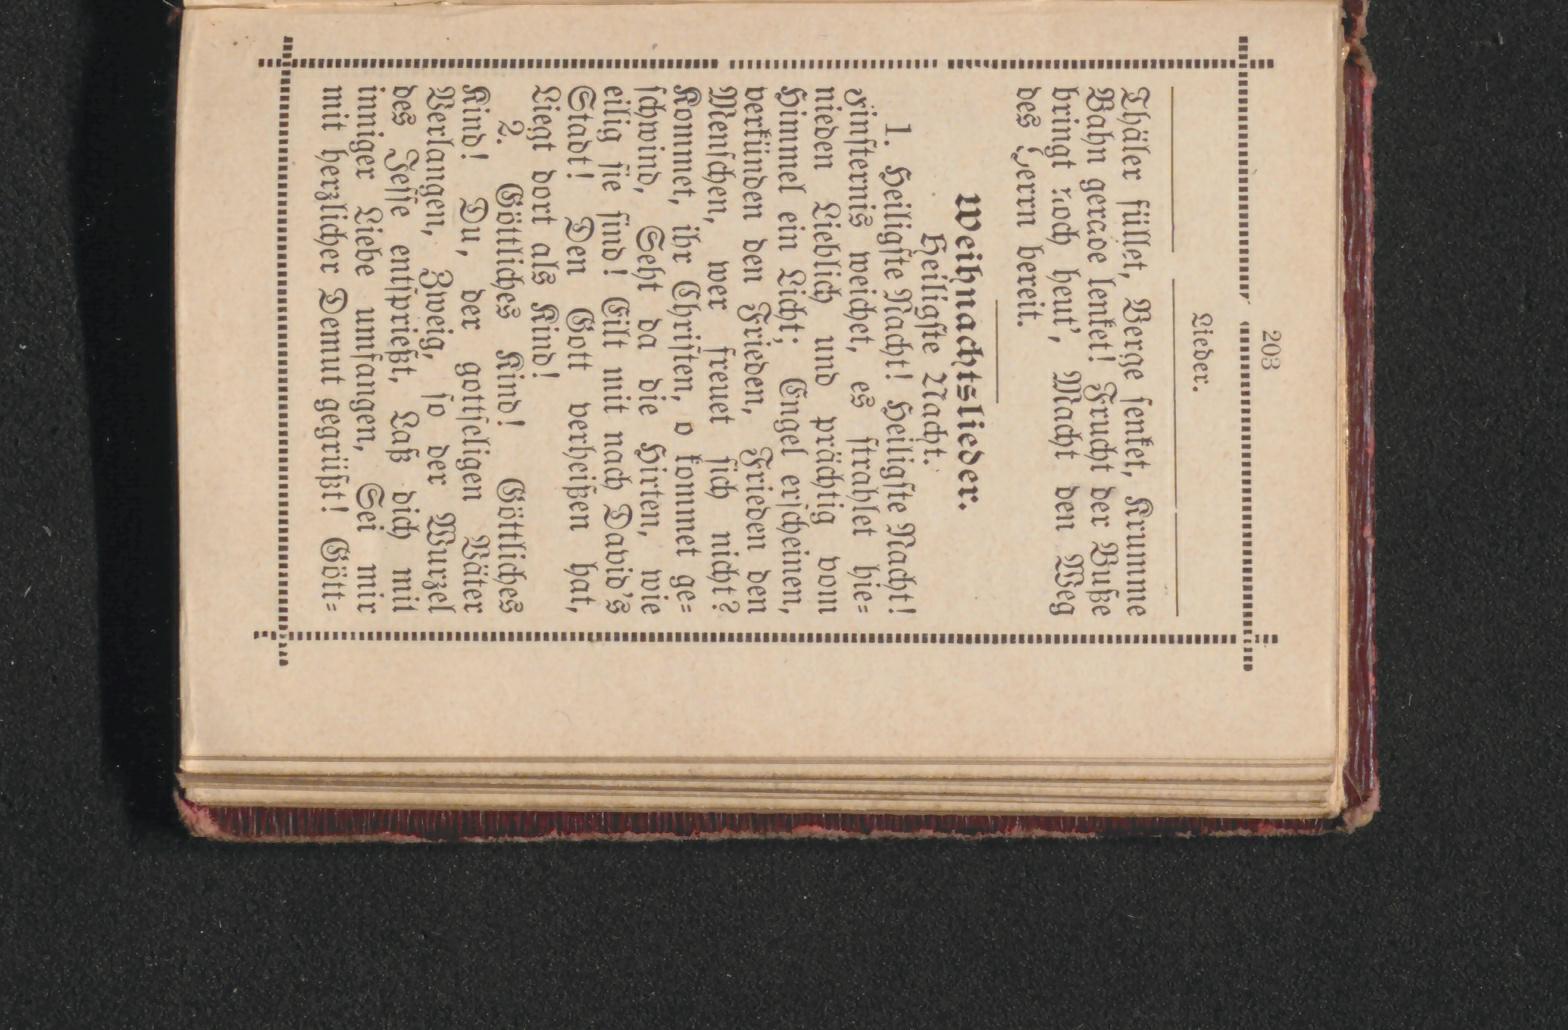 203
Lieder.
Thäler füllet, Berge senket, Krumme
Bahn gerade lenket! Frucht der Buße
bringt noch heut', Macht den Weg
des Herrn bereit.
Weihnachtslieder.
Heiligste Nacht.
1. Heiligste Nacht! Heiligste Nacht!
Finsternis weichet, es strahlet hie-
nieden Lieblich und prächtig vom
Himmel ein Licht; Engel erscheinen,
verkünden den Frieden, Frieden den
Menschen, wer freuet sich nicht?
Kommet, ihr Christen, o kommet ge-
schwind, Seht da die Hirten, wie
eilig sie sind! Eilt mit nach David's
Stadt! Den Gott verheißen hat,
Liegt dort als Kind!
2. Göttliches Kind! Göttliches
Kind! Du, der gottseligen Väter
Verlangen, Zweig, so der Wurzel
des Jesse entsprießt, Laß dich mit
inniger Liebe umfangen, Sei mir
mit herzlicher Demut gegrüßt! Gött-